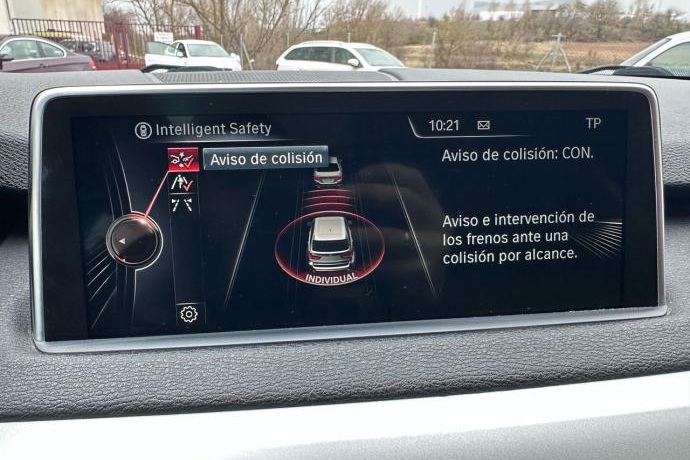 Intelligent Safety
10:21
TP
Aviso de colisión
Aviso de colisión: CON.
Aviso e intervención de
los frenos ante una
colisión por alcance.
INDIVIDUAL